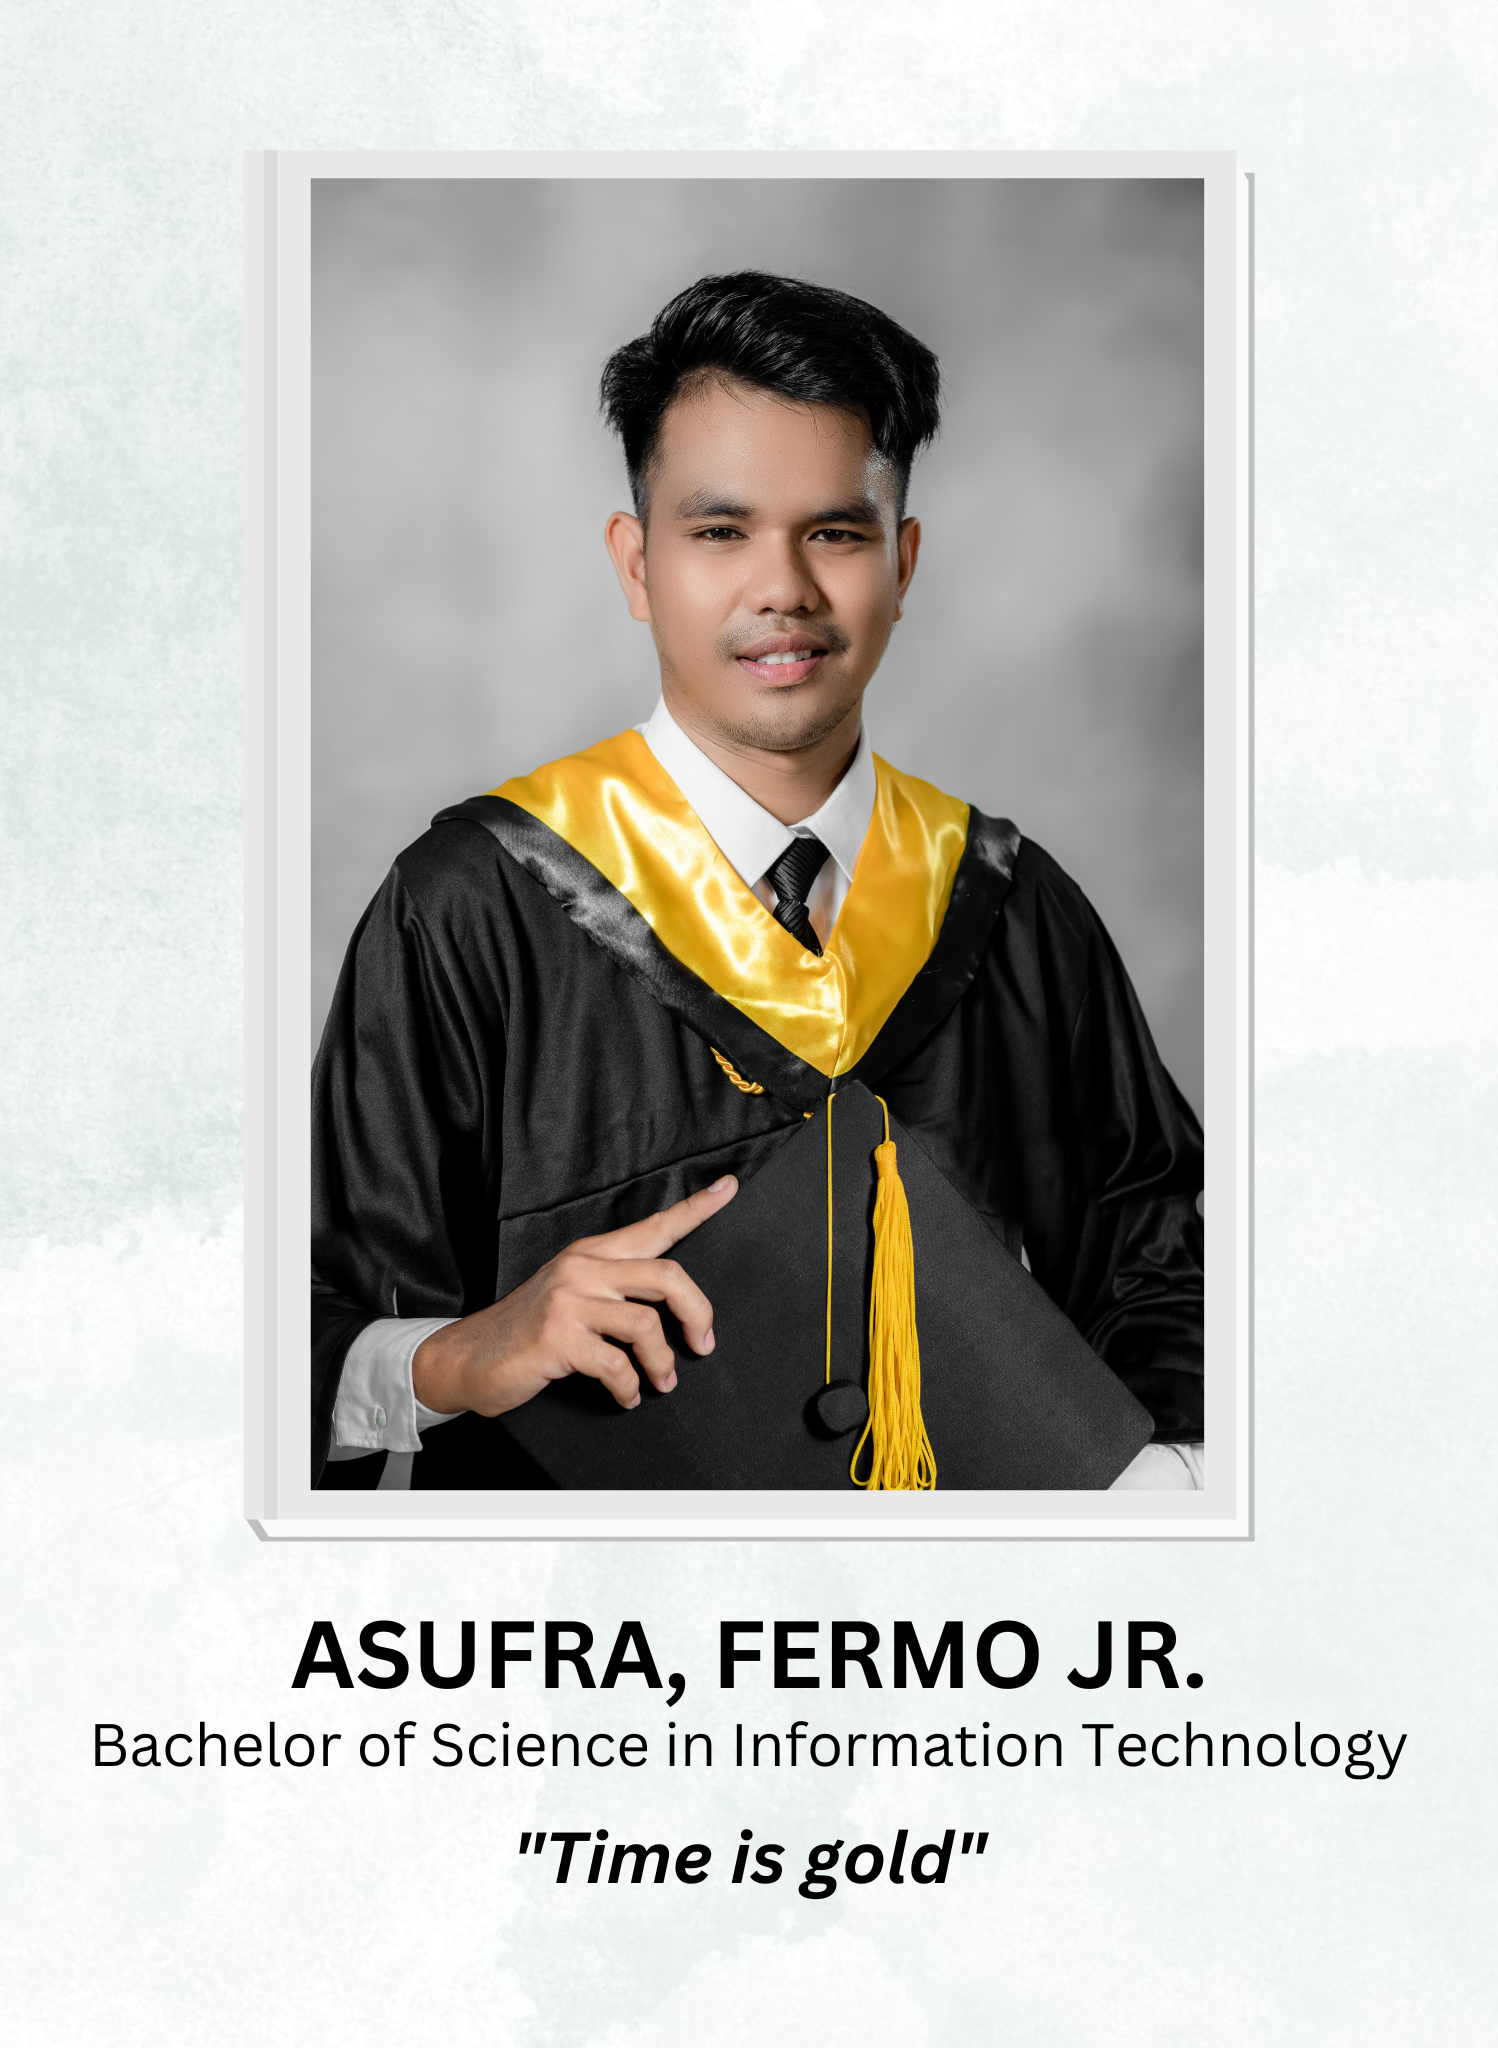 ASUFRA, FERMO JR.
Bachelor of Science in Information Technology
"Time is gold"